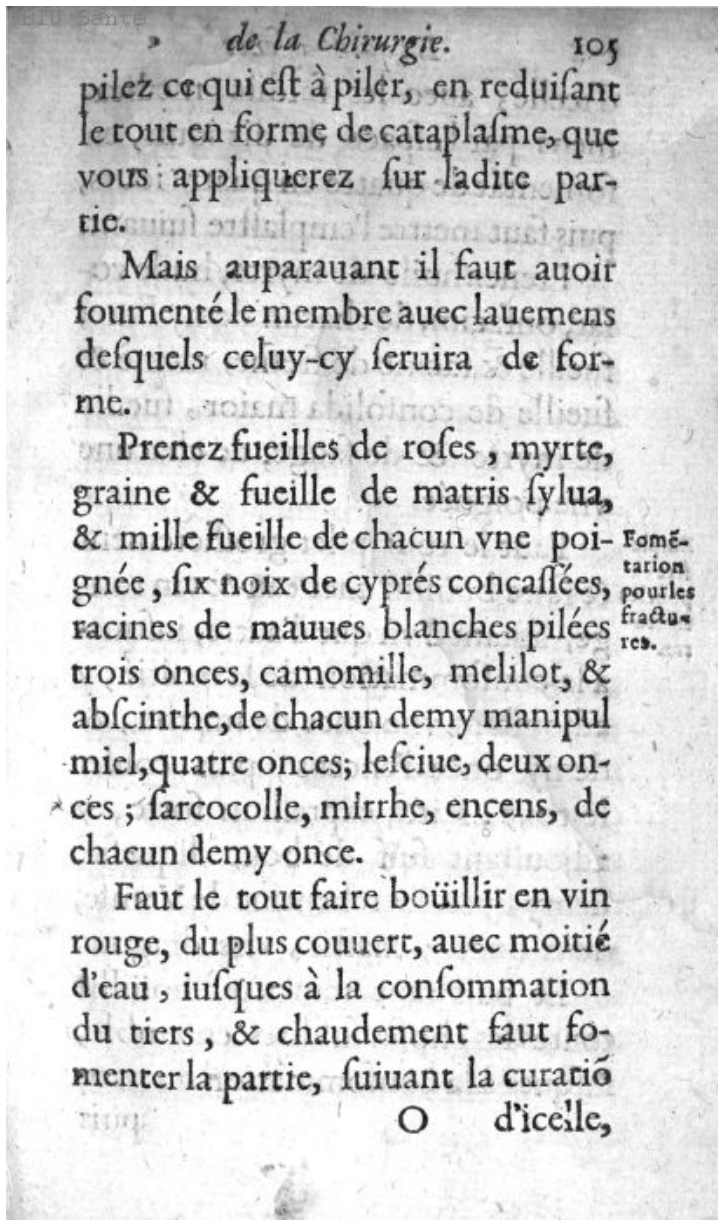 BIU Santé
de la Chirurgie. 105
pilez ce qui eſt à piler, en reduiſant
le tout en forme de cataplaſme, que
vous appliquerez ſur ladite par-
tie.
Mais auparauant il faut auoir
foumenté le membre auec lauemens
deſquels celuy-cy ſeruira de for-
me.
Prenez fueilles de roſes, myrte,
graine & fueille de matris ſylua,
& mille fueille de chacun vne poi-
gnée, ſix noix de cyprés concaſſées,
racines de mauues blanches pilées
trois onces, camomille, melilot, &
abſcinthe, de chacun demy manipul
miel, quatre onces; leſciue, deux on-
ces; ſarcocolle, mirrhe, encens, de
chacun demy once.
Fomē-
tation
pour les
fractu-
res.
Faut le tout faire boüillir en vin
rouge, du plus couuert, auec moitié
d'eau, iuſques à la conſommation
du tiers, & chaudement faut fo-
menter la partie, ſuiuant la curatiō
O d'icelle,